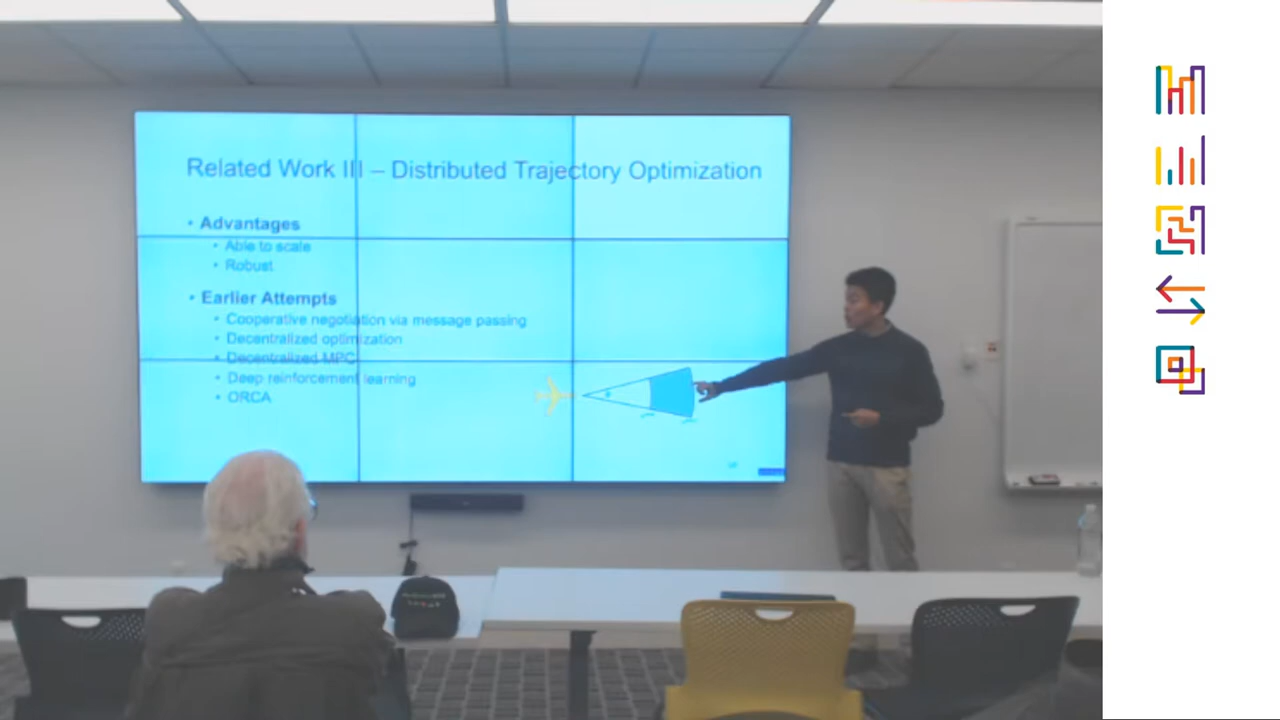 Related Work III – Distributed Trajectory Optimization
• Advantages
• Able to scale
• Robust
• Earlier Attempts
• Cooperative negotiation via message passing
• Decentralized optimization
• Decentralized MPC
• Deep reinforcement learning
• ORCA